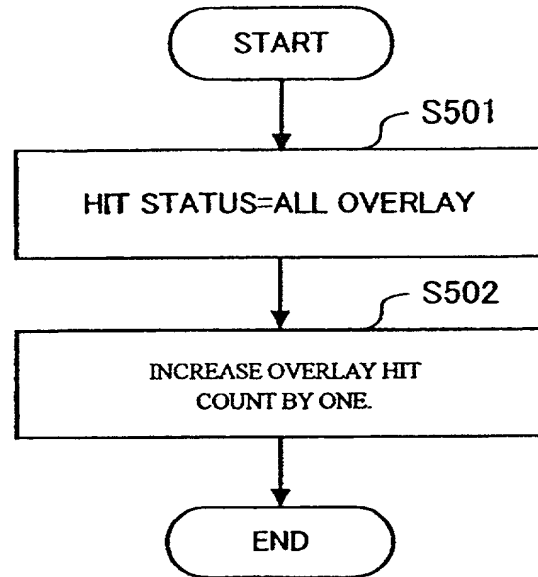 START
S501
HIT STATUS=ALL OVERLAY
S502
INCREASE OVERLAY HIT
COUNT BY ONE.
END